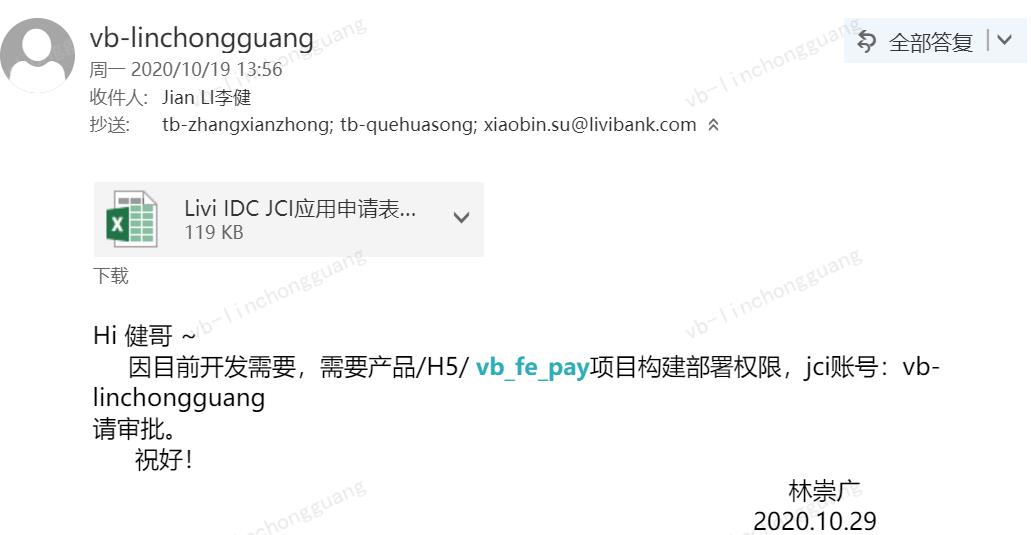 vb-linchongguang
全部答复
周一 2020/10/19 13:56
收件人: Jian LI李健
抄送: tb-zhangxianzhong; tb-quehuasong; xiaobin.su@livibank.com
Livi IDC JCI应用申请表...
119 KB
下载
Hi 健哥 ~
因目前开发需要，需要产品/H5/ vb_fe_pay项目构建部署权限，jci账号：vb-
linchongguang
请审批。
祝好！
林崇广
2020.10.29
vb-linchongguang
vb-linchongguang
vb-linchongguang
vb-linchongguang
vb-linchongguang
vb-linchongguang